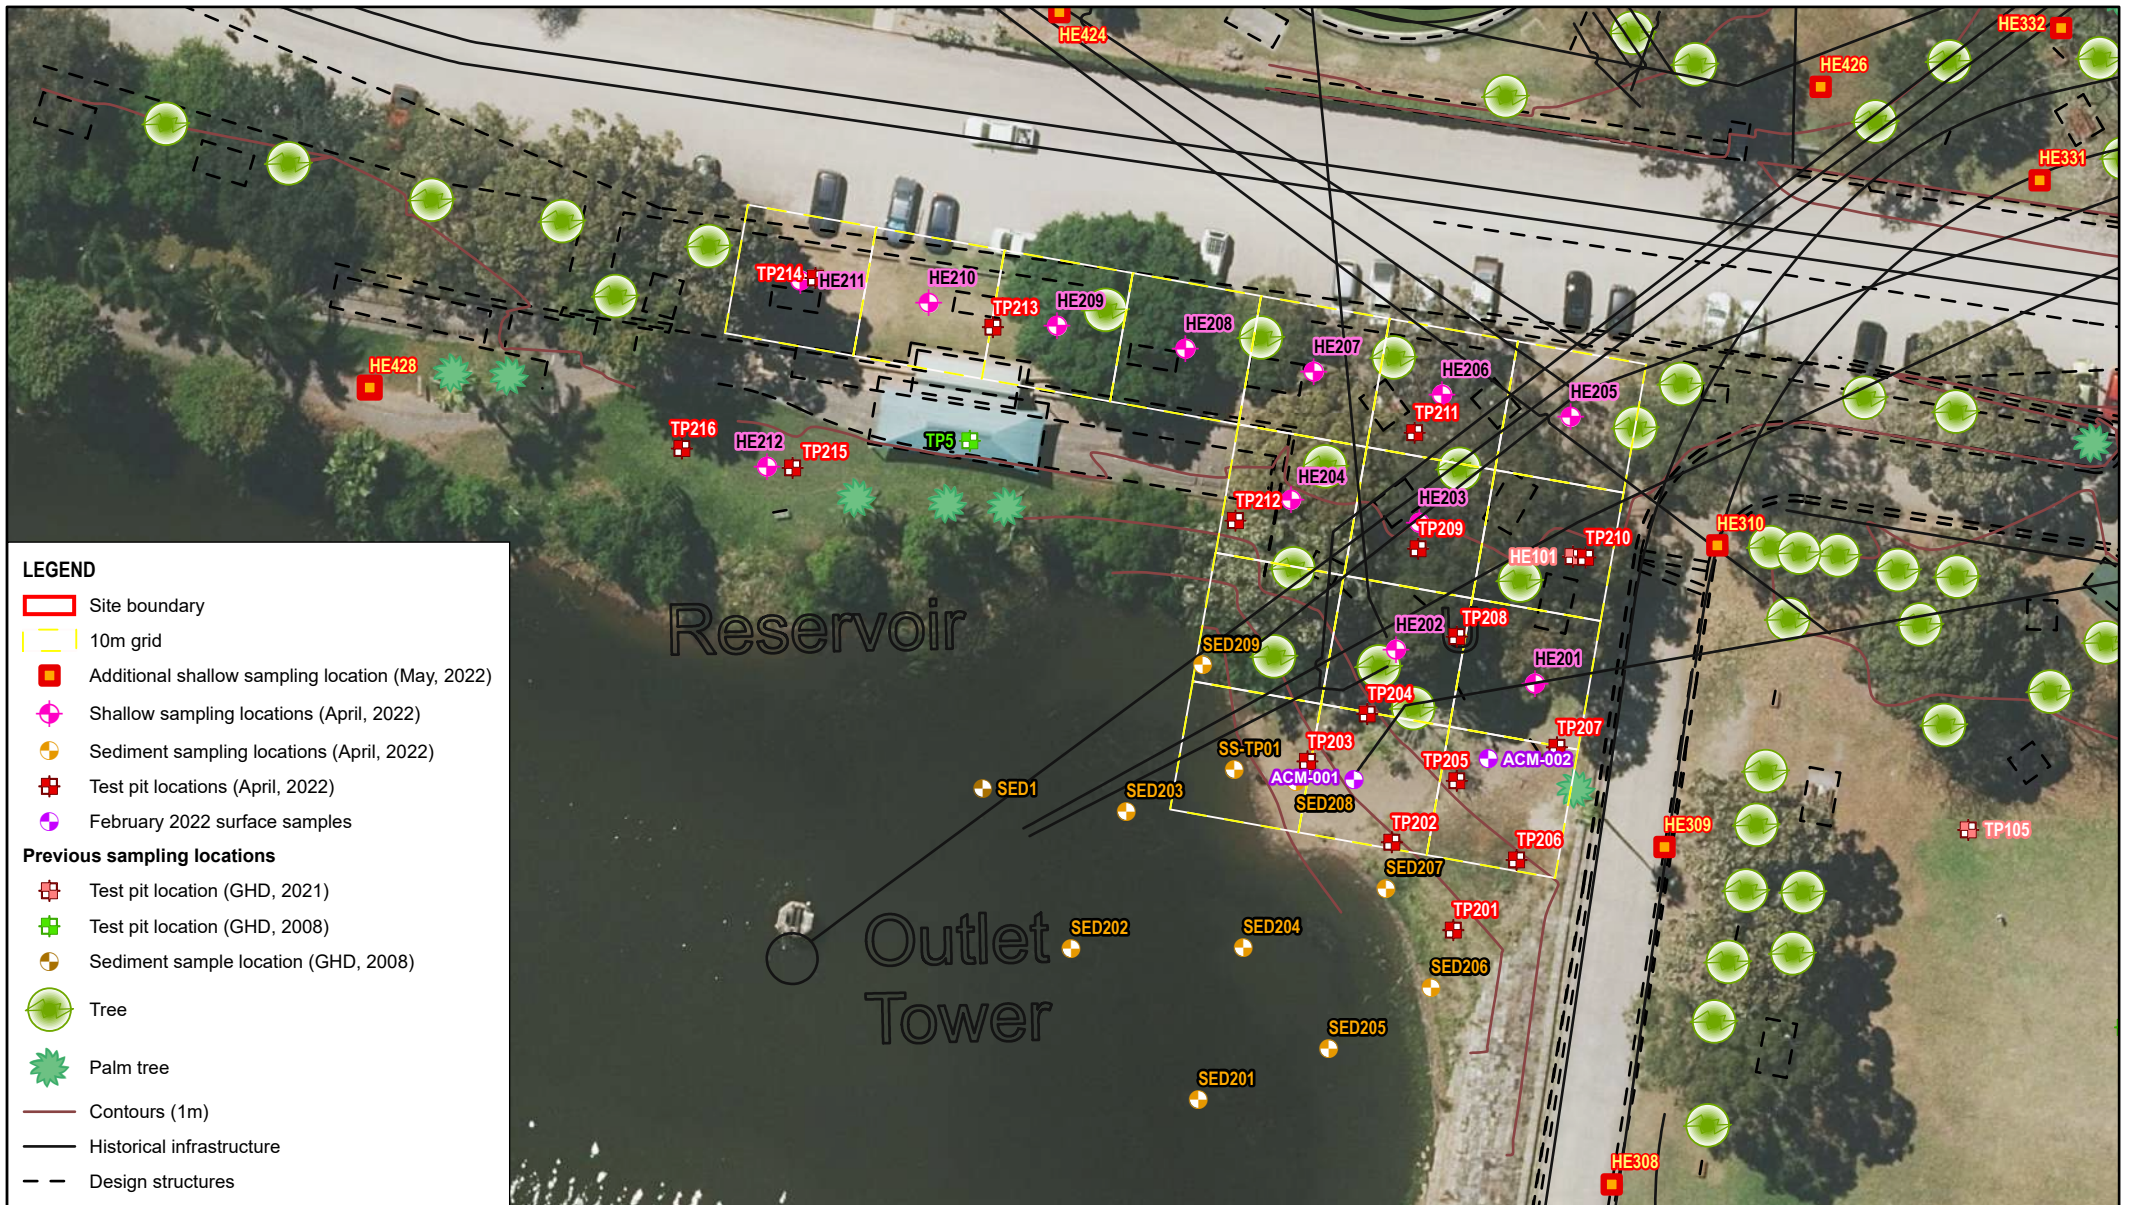 HE424
HE332
HE426
HE331
TP214
HE211
HE210
TP213
HE209
HE208
HE207
HE206
TP211
HE205
HE428
TP216
HE212
TP215
TP5
TP212
HE204
HE203
TP209
HE101
TP210
HE310
Reservoir
SED209
HE202
TP208
HE201
TP204
TP207
SS-TP01
TP203
ACM-001
SED208
TP205
ACM-002
SED1
SED203
TP202
TP206
HE309
TP105
SED207
TP201
Outlet
Tower
SED202
SED204
SED206
SED205
SED201
HE308
LEGEND
Site boundary
10m grid
Additional shallow sampling location (May, 2022)
Shallow sampling locations (April, 2022)
Sediment sampling locations (April, 2022)
Test pit locations (April, 2022)
February 2022 surface samples
Previous sampling locations
Test pit location (GHD, 2021)
Test pit location (GHD, 2008)
Sediment sample location (GHD, 2008)
Tree
Palm tree
Contours (1m)
Historical infrastructure
Design structures